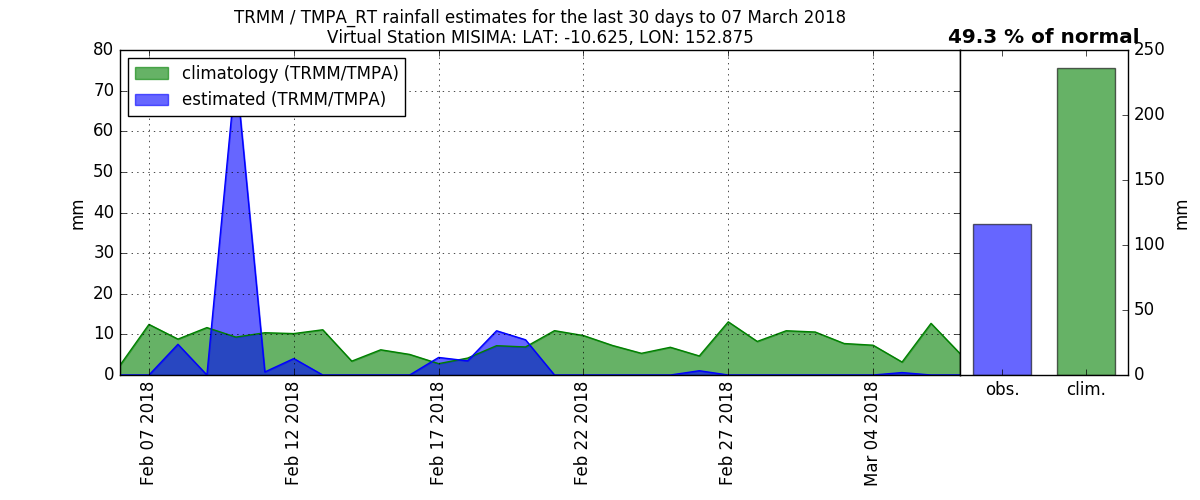 TRMM / TMPA_RT rainfall estimates for the last 30 days to 07 March 2018
Virtual Station MISIMA: LAT: -10.625, LON: 152.875
49.3 % of normal
climatology (TRMM/TMPA)
estimated (TRMM/TMPA)
80
70
60
50
40
30
20
10
0
mm
Feb 07 2018
Feb 12 2018
Feb 17 2018
Feb 22 2018
Feb 27 2018
Mar 04 2018
obs.
clim.
250
200
150
100
50
0
mm